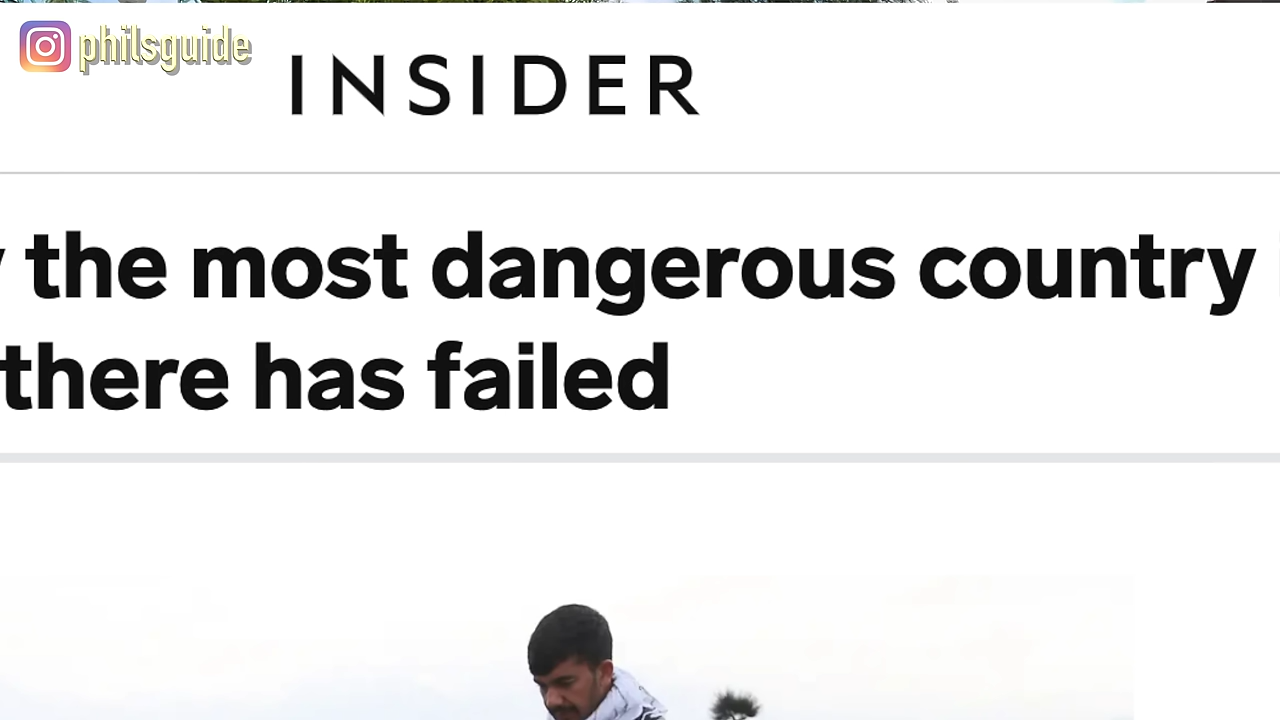 philsguide
INSIDER
the most dangerous country
there has failed